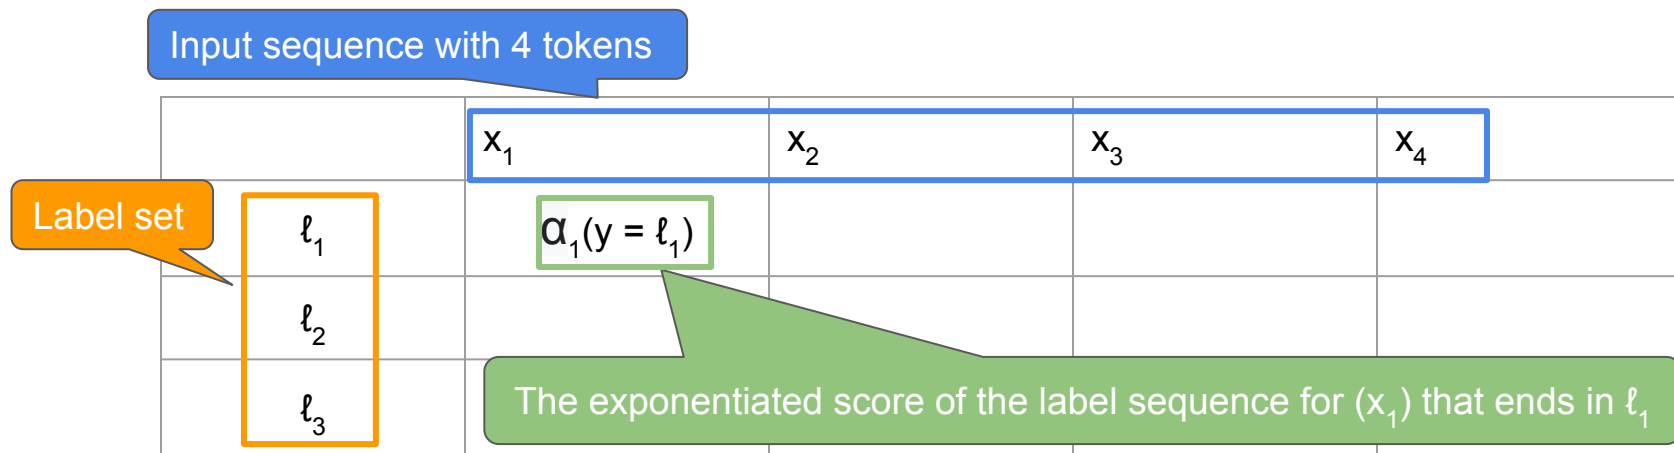 Input sequence with 4 tokens
x₁ x₂ x₃ x₄
Label set
ℓ₁ α₁(y = ℓ₁)
ℓ₂
The exponentiated score of the label sequence for (x₁) that ends in ℓ₁
ℓ₃